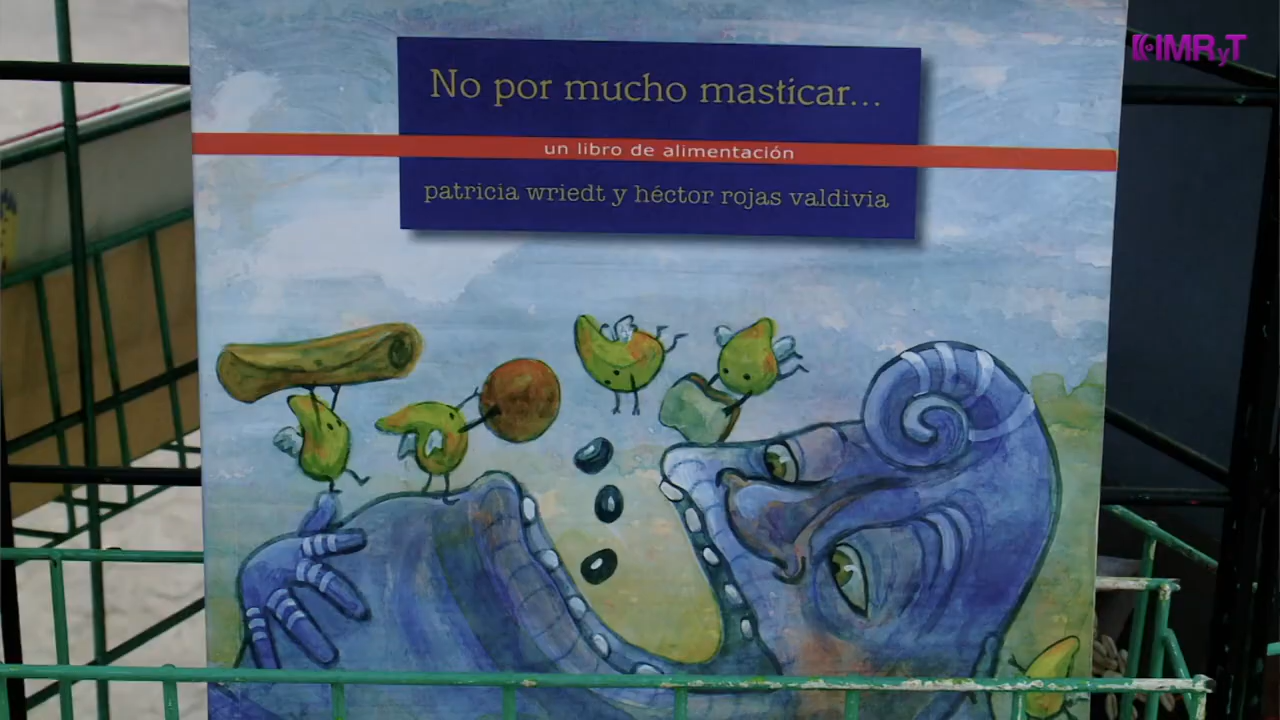 IMRyT
No por mucho masticar...
un libro de alimentación
patricia wriedt y héctor rojas valdivia